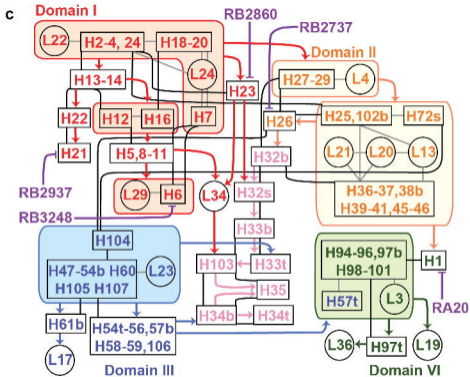 c
Domain I
RB2860
RB2737
L22
H2-4, 24
H18-20
Domain II
L24
H13-14
H23
H27-29
L4
H22
H12
H16
H7
H26
H25,102b
H72s
H21
H5,8-11
H32b
L21
L20
L13
RB2937
L29
H6
L34
H32s
H36-37,38b
H39-41,45-46
RB3248
H33b
H104
H94-96,97b
H98-101
H1
H47-54b H60
H105 H107
L23
H103
H33t
H57t
L3
RA20
H35
H61b
H54t-56,57b
H58-59,106
H34b
H34t
L17
L36
H97t
L19
Domain III
Domain VI